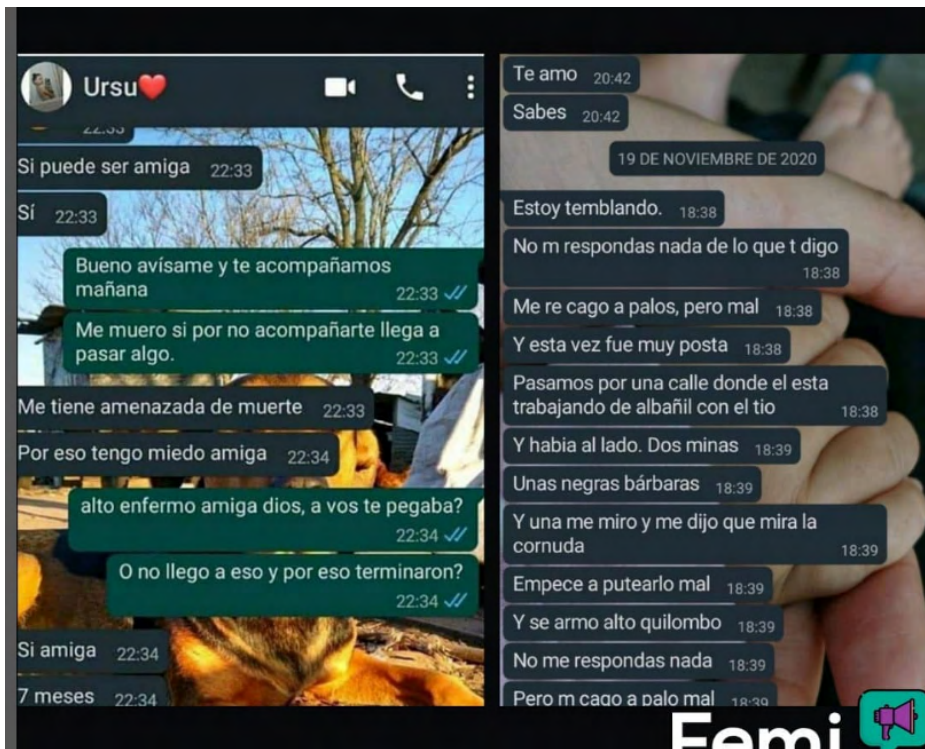 Ursu❤️
22:33
Si puede ser amiga 22:33
Sí 22:33
Bueno avísame y te acompañamos
mañana
22:33
Me muero si por no acompañarte llega a
pasar algo.
22:33
Me tiene amenazada de muerte 22:33
Por eso tengo miedo amiga 22:34
alto enfermo amiga dios, a vos te pegaba?
22:34
O no llego a eso y por eso terminaron?
22:34
Si amiga 22:34
7 meses 22:34
Te amo 20:42
Sabes 20:42
19 DE NOVIEMBRE DE 2020
Estoy temblando. 18:38
No m respondas nada de lo que t digo
18:38
Me re cago a palos, pero mal 18:38
Y esta vez fue muy posta 18:38
Pasamos por una calle donde el esta
trabajando de albañil con el tio 18:38
Y habia al lado. Dos minas 18:39
Unas negras bárbaras 18:39
Y una me miro y me dijo que mira la
cornuda 18:39
Empece a putearlo mal 18:39
Y se armo alto quilombo 18:39
No me respondas nada 18:39
Pero m cago a palo mal 18:39
Femi